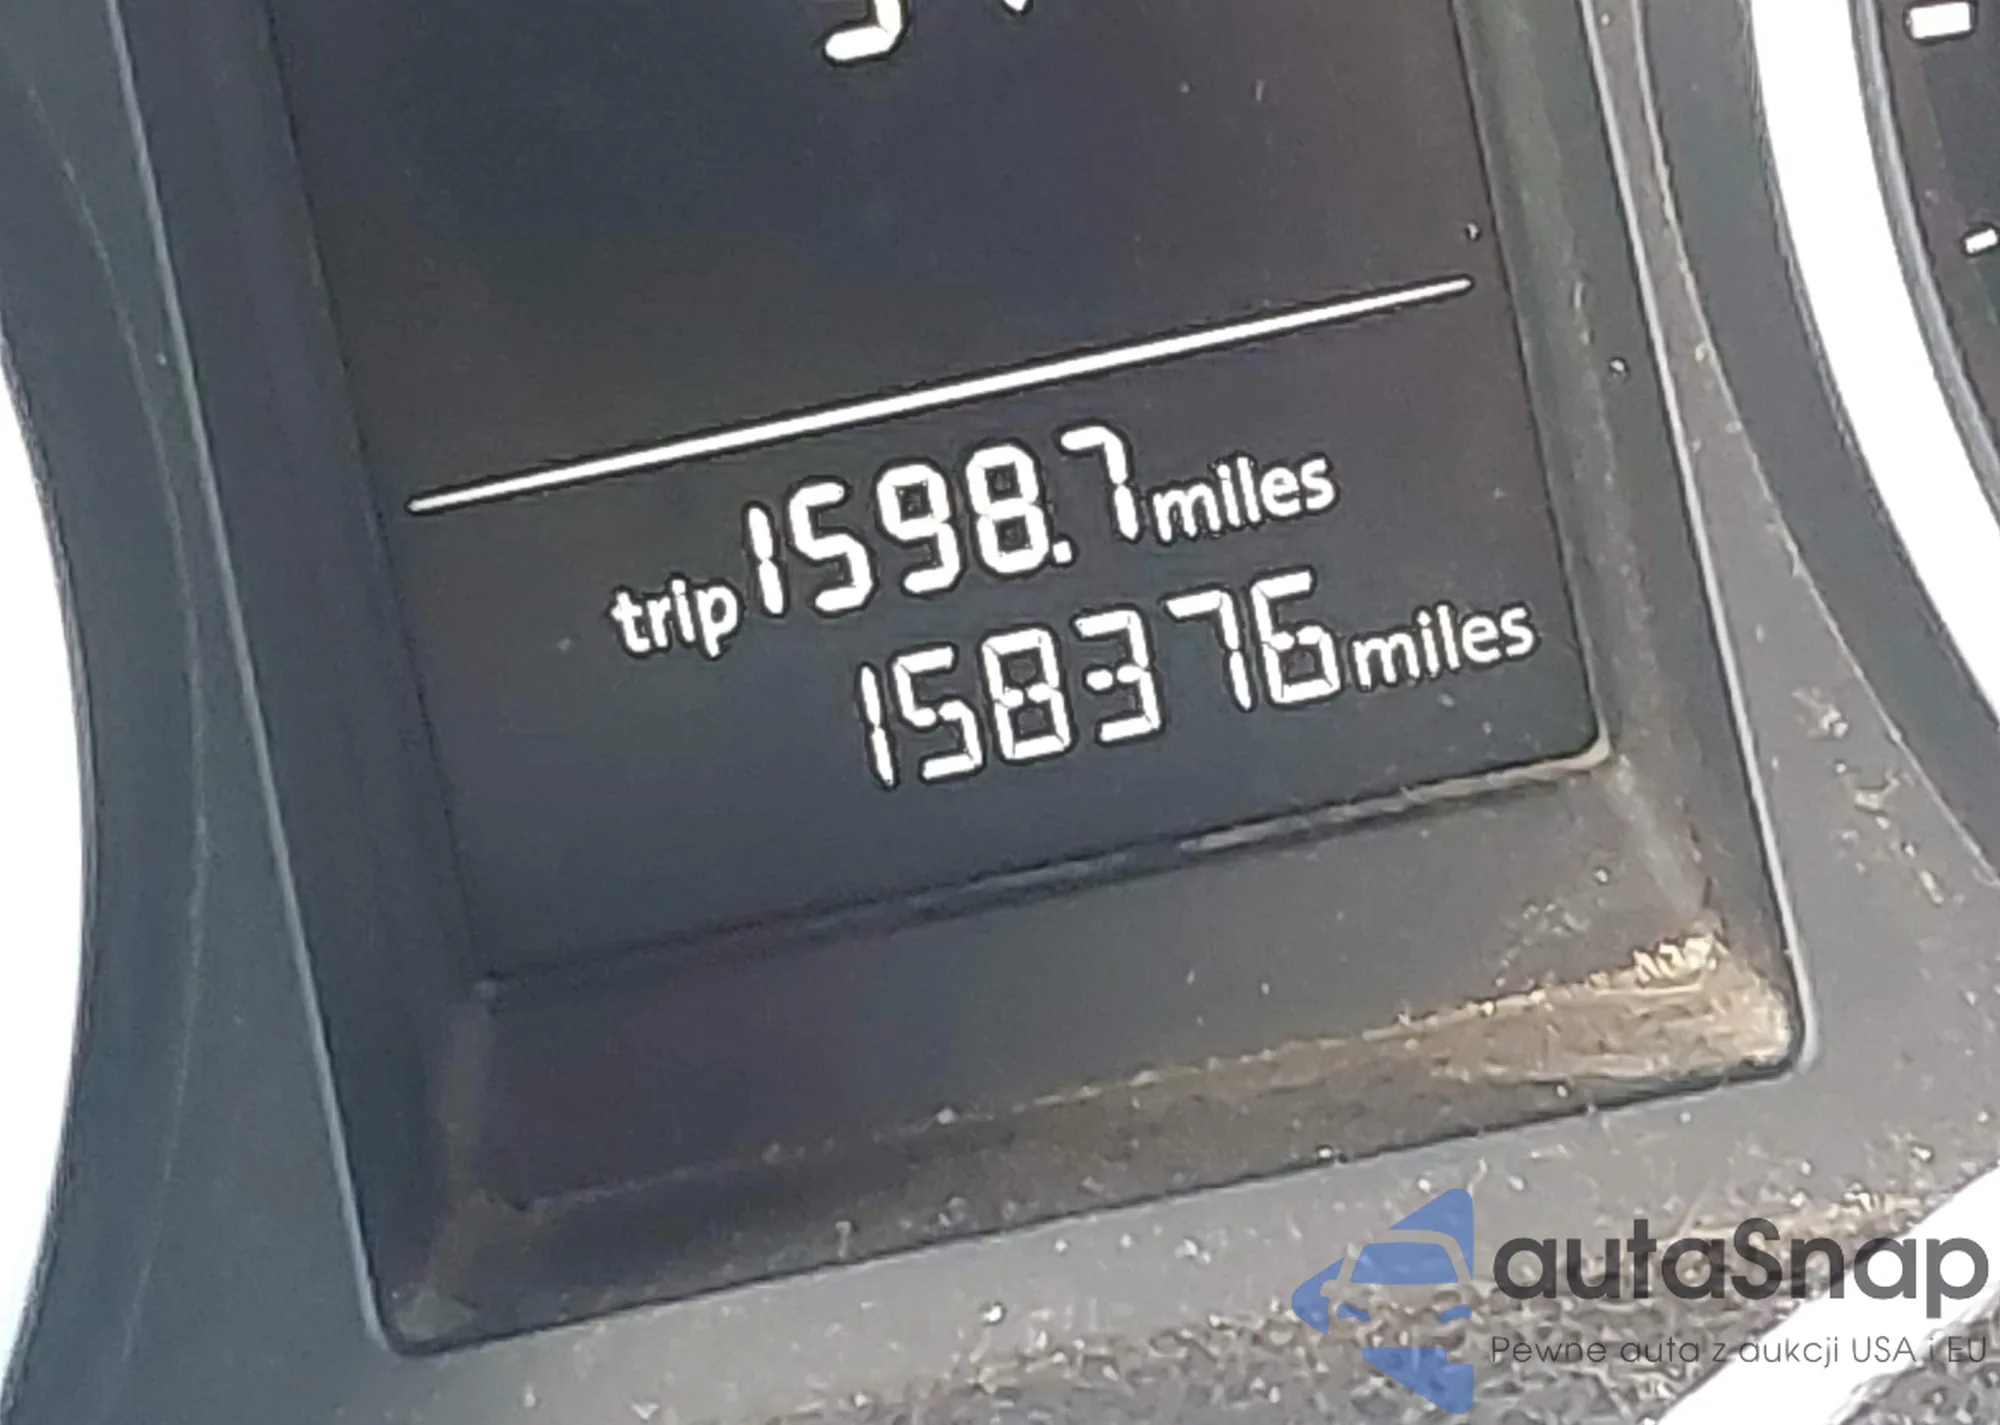 trip 1598.7 miles
158376 miles
autaSnap
Pewne auta z aukcji USA i EU